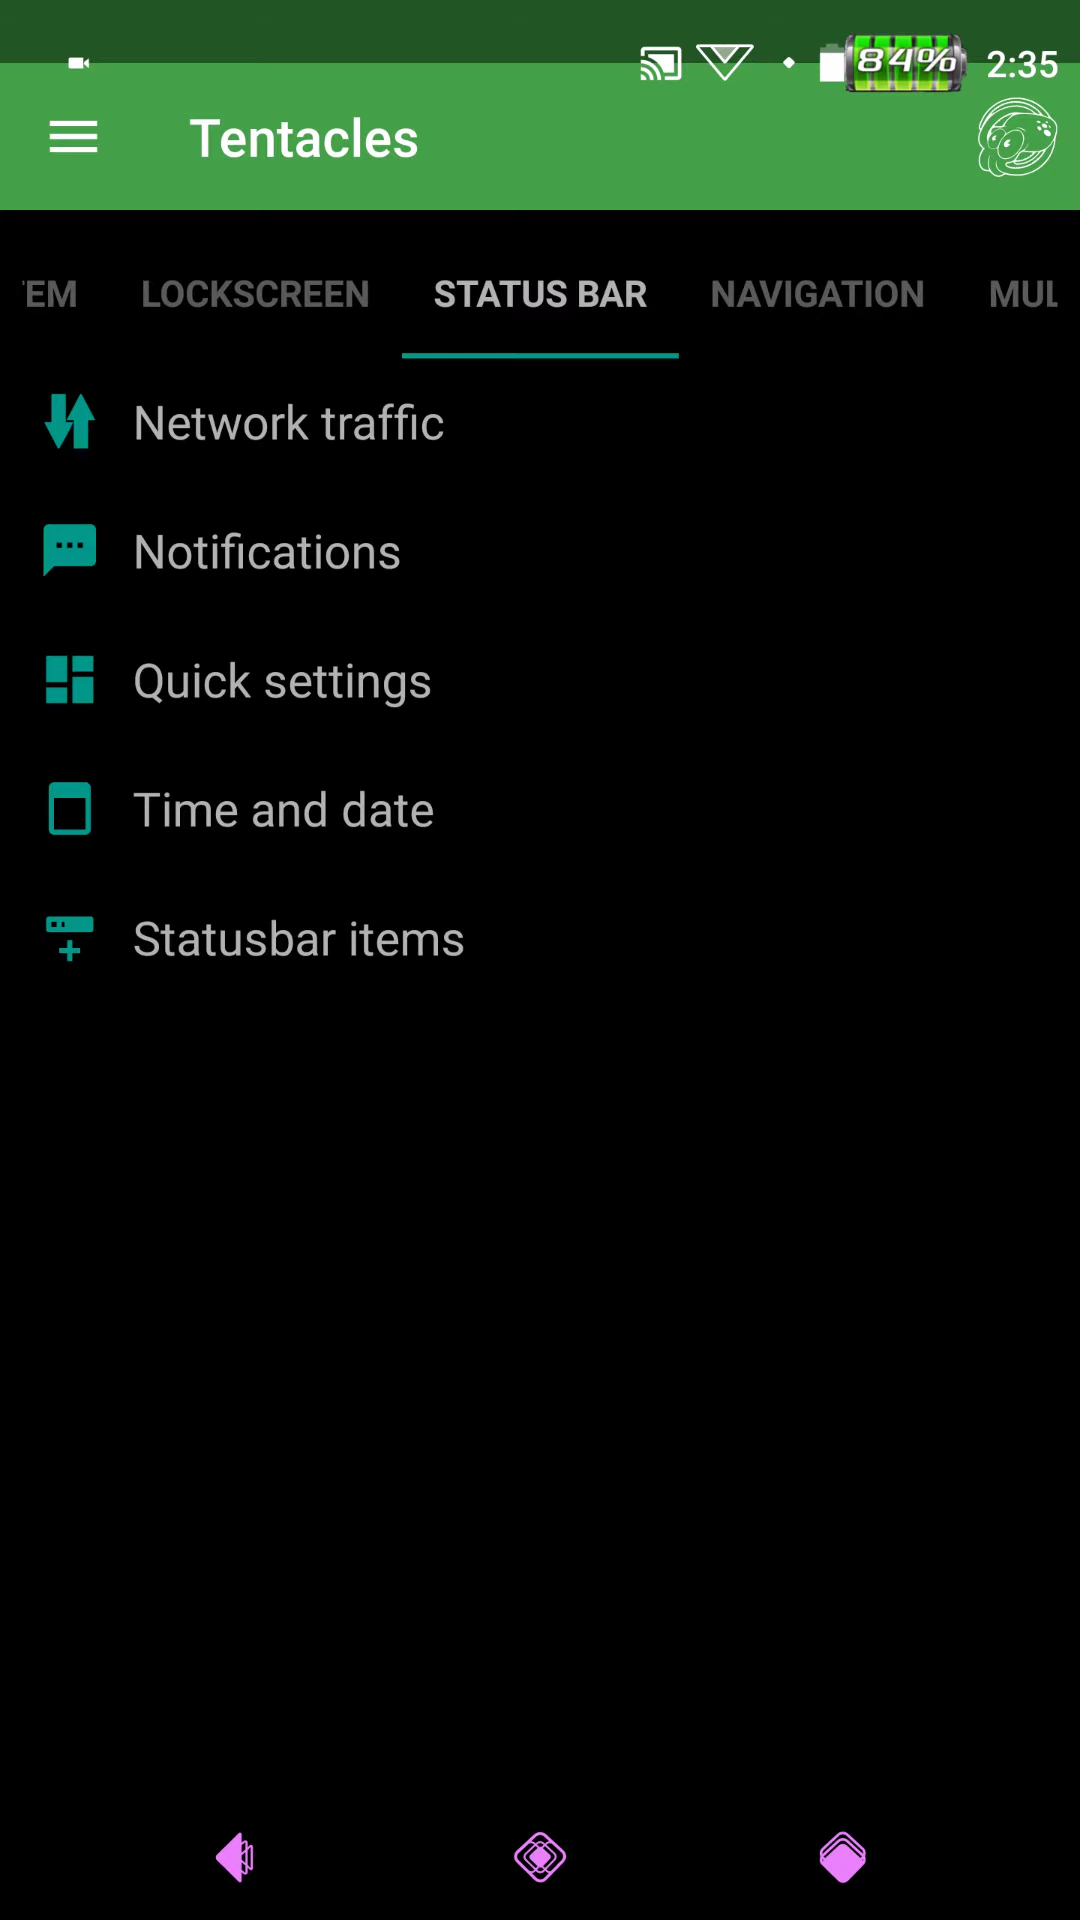 84% 2:35
Tentacles
EM LOCKSCREEN STATUS BAR NAVIGATION MUL
Network traffic
Notifications
Quick settings
Time and date
Statusbar items